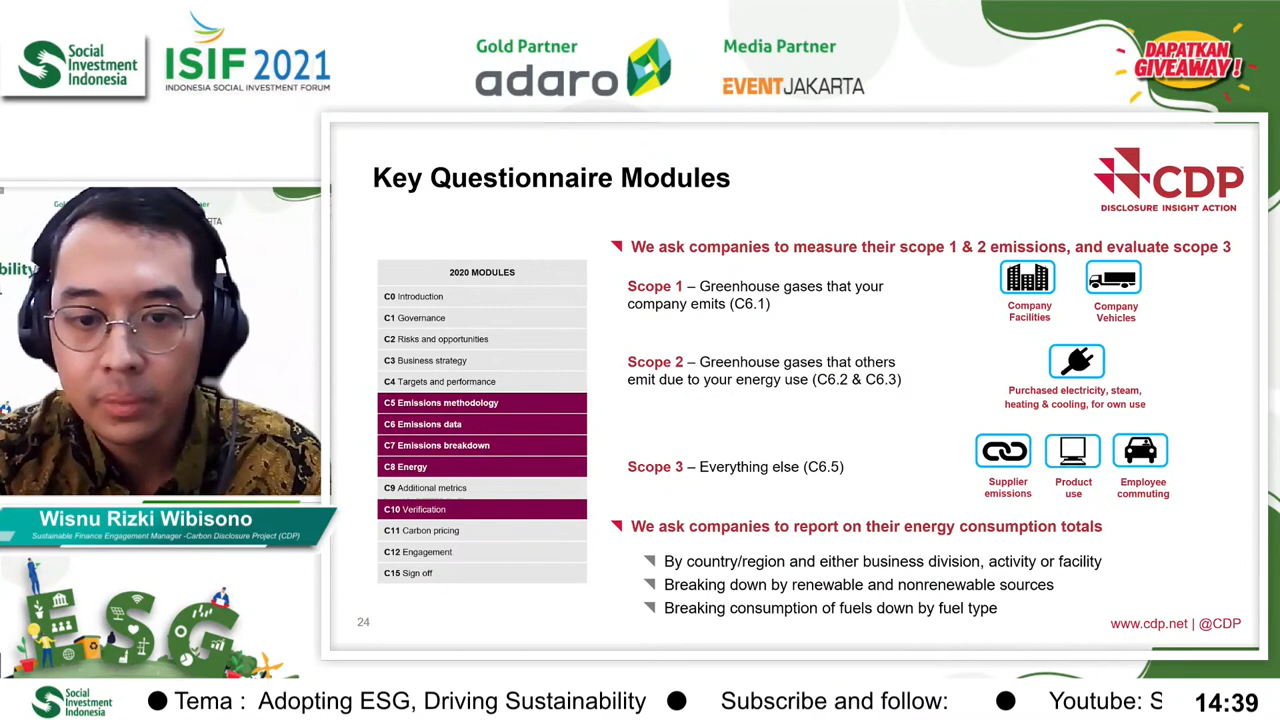 Social
Investment
Indonesia
ISIF 2021
INDONESIA SOCIAL INVESTMENT FORUM
Gold Partner
adaro
Media Partner
EVENTJAKARTA
DAPATKAN
GIVEAWAY!
Key Questionnaire Modules
CDP
DISCLOSURE INSIGHT ACTION
2020 MODULES
C0 Introduction
C1 Governance
C2 Risks and opportunities
C3 Business strategy
C4 Targets and performance
C5 Emissions methodology
C6 Emissions data
C7 Emissions breakdown
C8 Energy
C9 Additional metrics
C10 Verification
C11 Carbon pricing
C12 Engagement
C15 Sign off
We ask companies to measure their scope 1 & 2 emissions, and evaluate scope 3
Scope 1 – Greenhouse gases that your
company emits (C6.1)
Company
Facilities
Company
Vehicles
Scope 2 – Greenhouse gases that others
emit due to your energy use (C6.2 & C6.3)
Purchased electricity, steam,
heating & cooling, for own use
Scope 3 – Everything else (C6.5)
Supplier
emissions
Product
use
Employee
commuting
We ask companies to report on their energy consumption totals
By country/region and either business division, activity or facility
Breaking down by renewable and nonrenewable sources
Breaking consumption of fuels down by fuel type
24
www.cdp.net | @CDP
Wisnu Rizki Wibisono
Sustainable Finance Engagement Manager -Carbon Disclosure Project (CDP)
ESG
Social
Investment
Indonesia
Tema : Adopting ESG, Driving Sustainability
Subscribe and follow:
Youtube: S
14:39